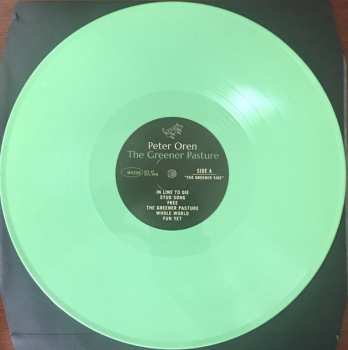 Peter Oren
The Greener Pasture
SIDE A
"THE GREENER SIDE"
IN LINE TO DIE
STUD SONG
FREE
THE GREENER PASTURE
WHOLE WORLD
FUN YET